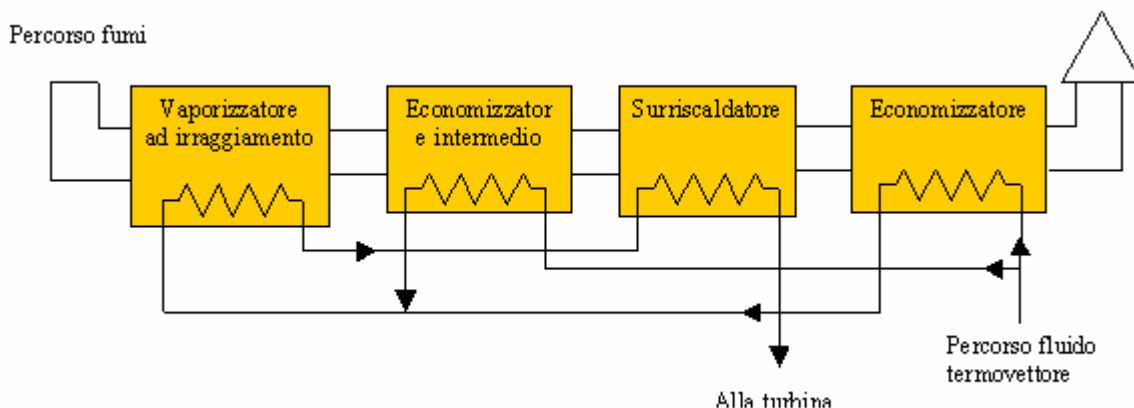 Percorso fumi
Vaporizzatore
ad irraggiamento
Economizzator
e intermedio
Surriscaldatore
Economizzatore
Percorso fluido
termovettore
Alla turbina